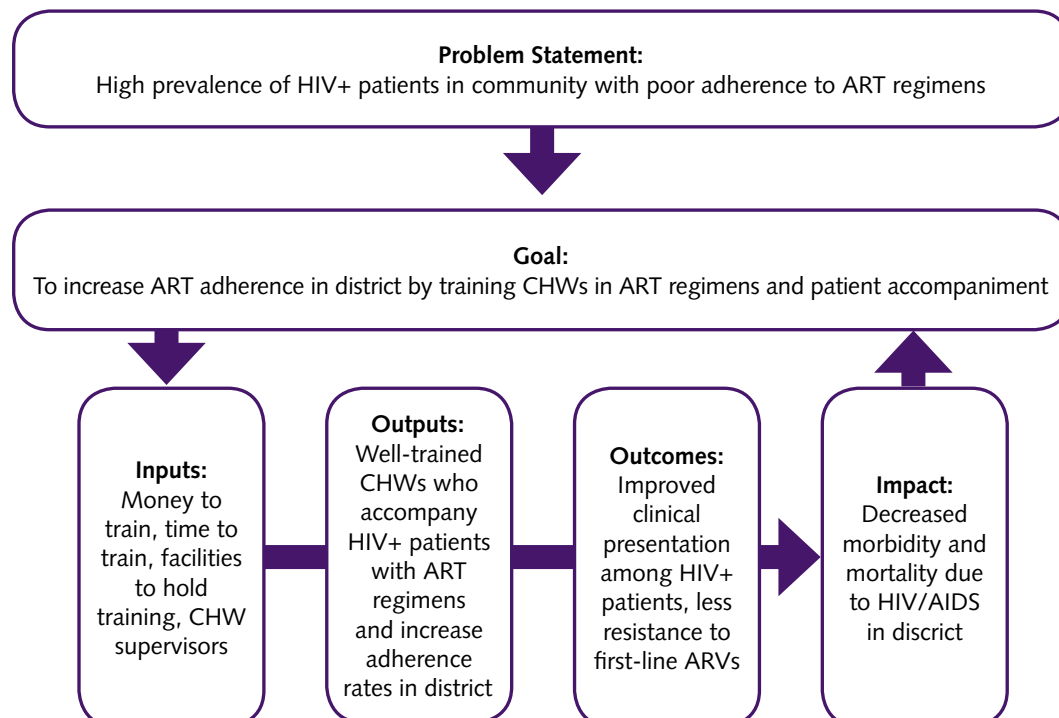 Problem Statement:
High prevalence of HIV+ patients in community with poor adherence to ART regimens
Goal:
To increase ART adherence in district by training CHWs in ART regimens and patient accompaniment
Inputs:
Money to
train, time to
train, facilities
to hold
training, CHW
supervisors
Outputs:
Well-trained
CHWs who
accompany
HIV+ patients
with ART
regimens
and increase
adherence
rates in district
Outcomes:
Improved
clinical
presentation
among HIV+
patients, less
resistance to
first-line ARVs
Impact:
Decreased
morbidity and
mortality due
to HIV/AIDS
in discrict